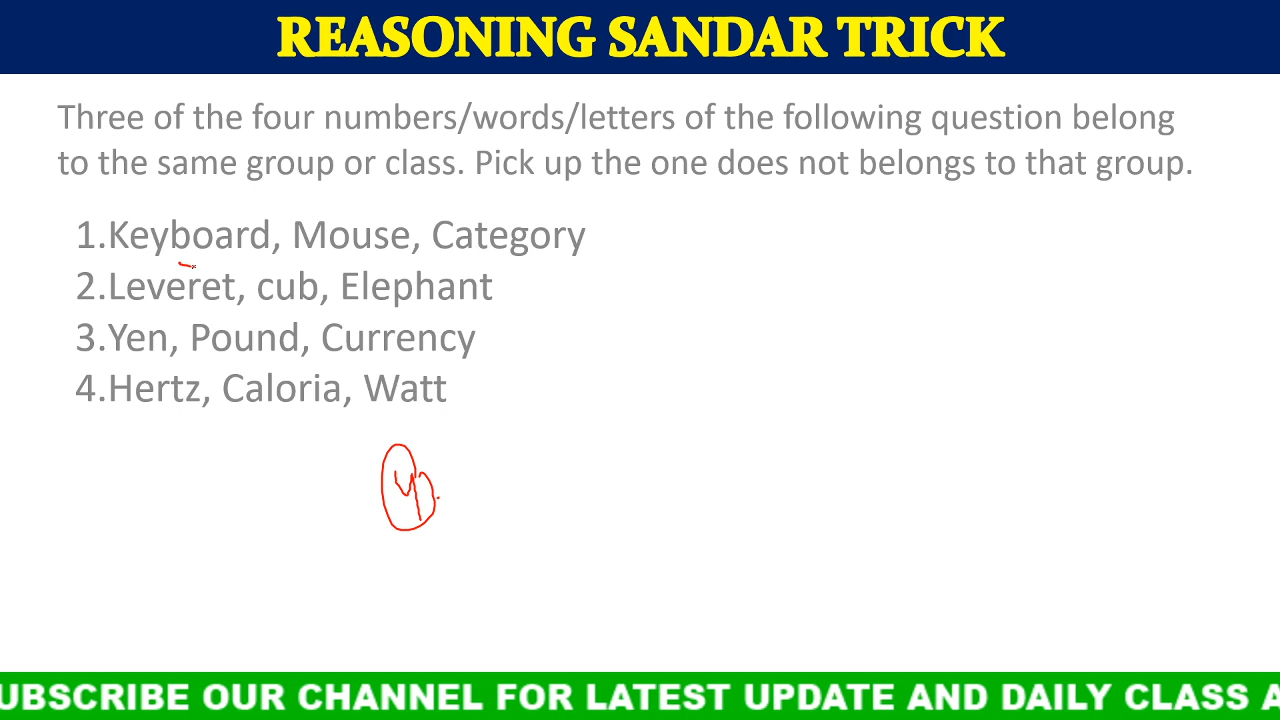 REASONING SANDAR TRICK
Three of the four numbers/words/letters of the following question belong
to the same group or class. Pick up the one does not belongs to that group.
1.Keyboard, Mouse, Category
2.Leveret, cub, Elephant
3.Yen, Pound, Currency
4.Hertz, Caloria, Watt
4
UBSCRIBE OUR CHANNEL FOR LATEST UPDATE AND DAILY CLASS A